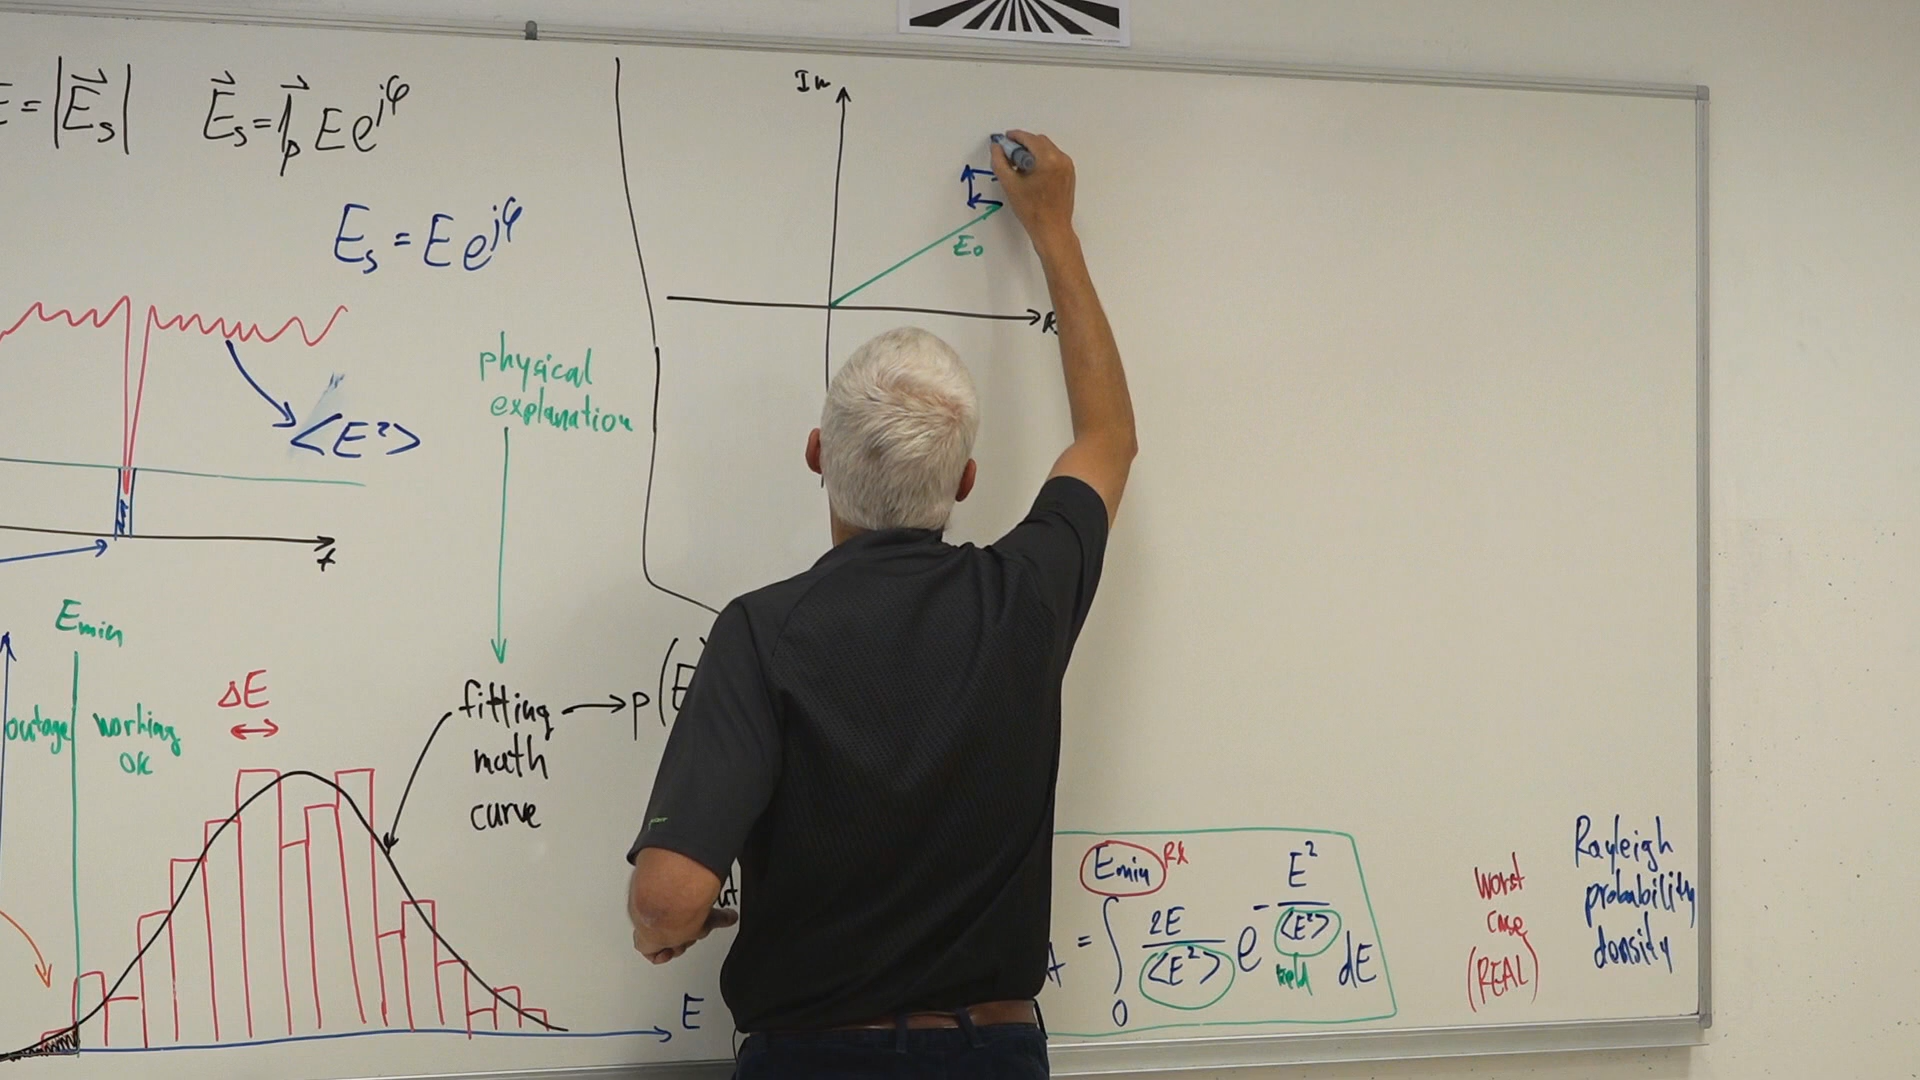 E = |E⃗s|
E⃗s = 1⃗p E e^jφ
Es = E e^jφ
<E²>
physical
explanation
Emin
outage
working
OK
ΔE
E
fitting
math
curve
p(E
Im
E₀
Emin Rx
= ∫₀ 2E/<E²> e^(-E²/<E²>) dE
worst
case
(REAL)
Rayleigh
probability
density